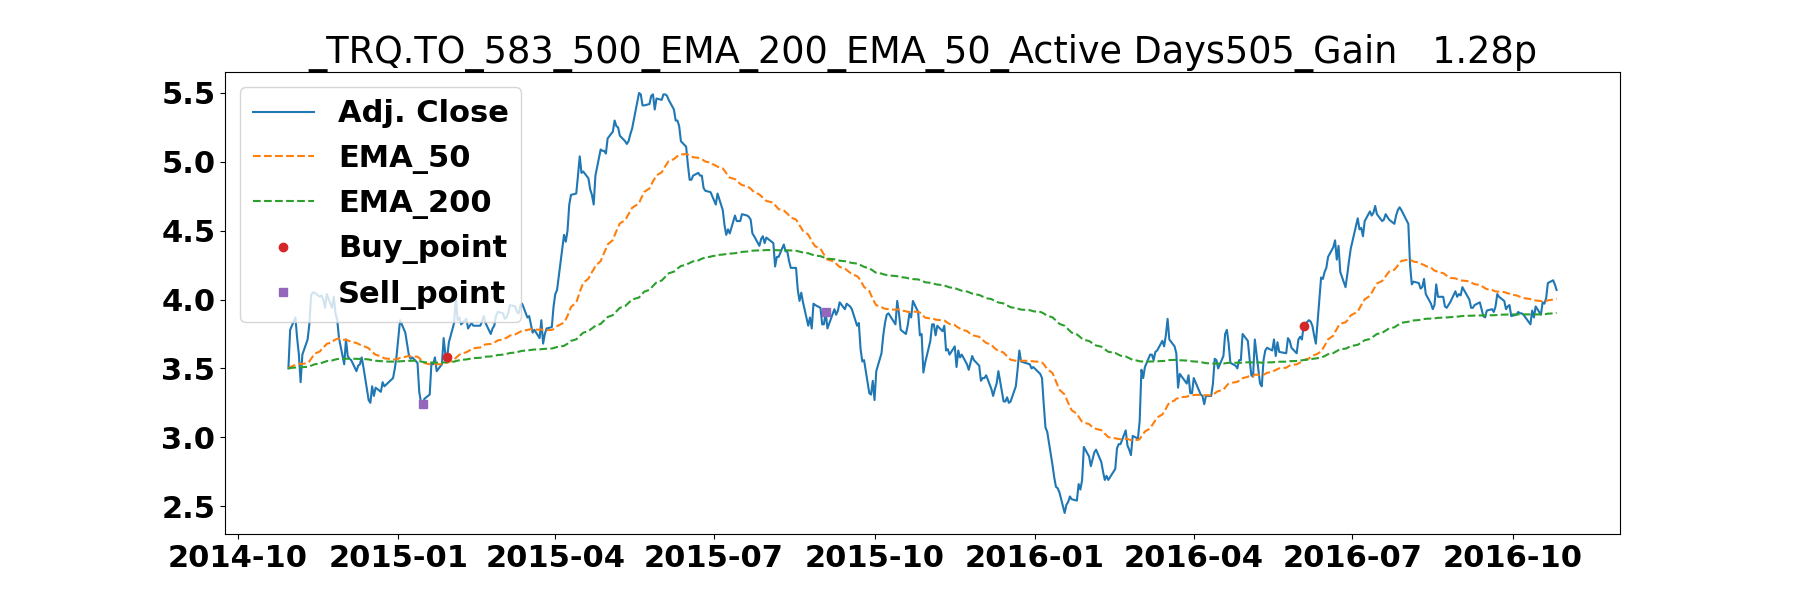 _TRQ.TO_583_500_EMA_200_EMA_50_Active Days505_Gain   1.28p
5.5
5.0
4.5
4.0
3.5
3.0
2.5
Adj. Close
EMA_50
EMA_200
Buy_point
Sell_point
2014-10 2015-01 2015-04 2015-07 2015-10 2016-01 2016-04 2016-07 2016-10